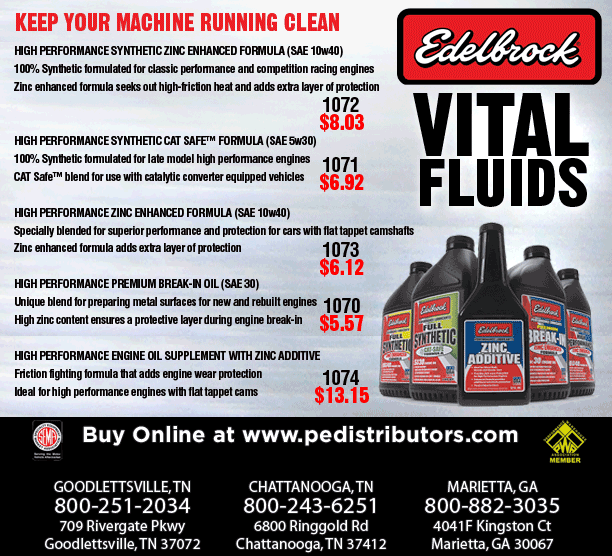 KEEP YOUR MACHINE RUNNING CLEAN
HIGH PERFORMANCE SYNTHETIC ZINC ENHANCED FORMULA (SAE 10w40)
100% Synthetic formulated for classic performance and competition racing engines
Zinc enhanced formula seeks out high-friction heat and adds extra layer of protection
1072
$8.03
HIGH PERFORMANCE SYNTHETIC CAT SAFE™ FORMULA (SAE 5w30)
100% Synthetic formulated for late model high performance engines
CAT Safe™ blend for use with catalytic converter equipped vehicles
1071
$6.92
HIGH PERFORMANCE ZINC ENHANCED FORMULA (SAE 10w40)
Specially blended for superior performance and protection for cars with flat tappet camshafts
Zinc enhanced formula adds extra layer of protection
1073
$6.12
HIGH PERFORMANCE PREMIUM BREAK-IN OIL (SAE 30)
Unique blend for preparing metal surfaces for new and rebuilt engines
High zinc content ensures a protective layer during engine break-in
1070
$5.57
HIGH PERFORMANCE ENGINE OIL SUPPLEMENT WITH ZINC ADDITIVE
Friction fighting formula that adds engine wear protection
Ideal for high performance engines with flat tappet cams
1074
$13.15
Edelbrock
VITAL
FLUIDS
Edelbrock
FULL
SYNTHETIC
CAT-SAFE
Edelbrock
ZINC
ADDITIVE
Edelbrock
PREMIUM
BREAK-IN
Buy Online at www.pedistributors.com
SEMA
MEMBER
GOODLETTSVILLE, TN
800-251-2034
709 Rivergate Pkwy
Goodlettsville, TN 37072
CHATTANOOGA, TN
800-243-6251
6800 Ringgold Rd
Chattanooga, TN 37412
MARIETTA, GA
800-882-3035
4041F Kingston Ct
Marietta, GA 30067